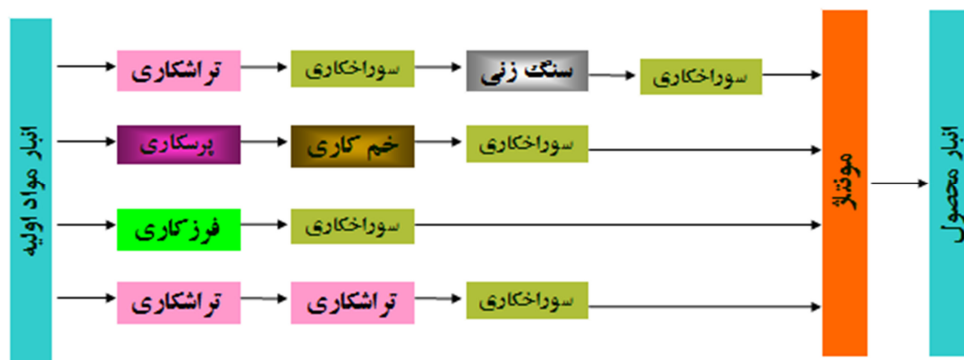 انبار مواد اولیه
تراشکاری
سوراخکاری
سنگ زنی
سوراخکاری
پرسکاری
خم کاری
سوراخکاری
فرزکاری
سوراخکاری
تراشکاری
تراشکاری
سوراخکاری
مونتاژ
انبار محصول